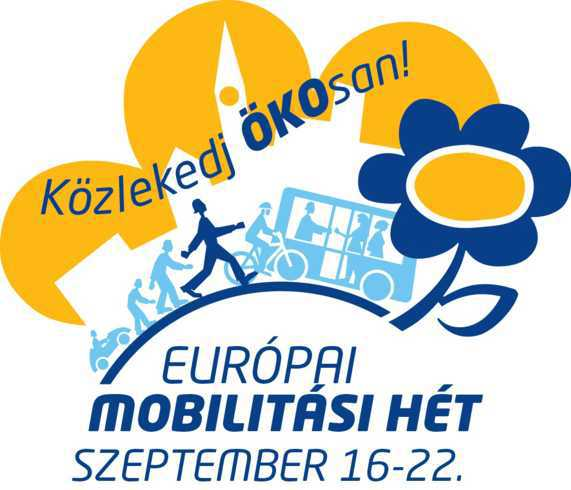 Közlekedj ÖKOsan!
EURÓPAI
MOBILITÁSI HÉT
SZEPTEMBER 16-22.